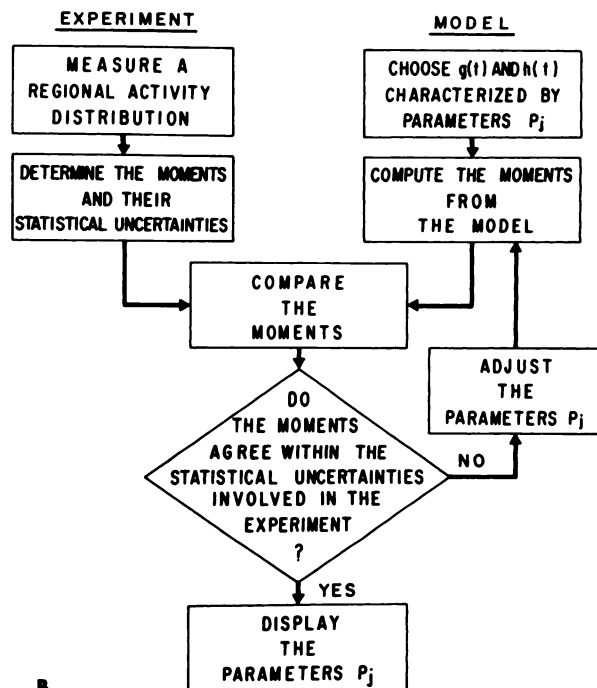 EXPERIMENT
MEASURE A
REGIONAL ACTIVITY
DISTRIBUTION
DETERMINE THE MOMENTS
AND THEIR
STATISTICAL UNCERTAINTIES
MODEL
CHOOSE g(t) AND h(t)
CHARACTERIZED BY
PARAMETERS Pj
COMPUTE THE MOMENTS
FROM
THE MODEL
COMPARE
THE
MOMENTS
DO
THE MOMENTS
AGREE WITHIN THE
STATISTICAL UNCERTAINTIES
INVOLVED IN THE
EXPERIMENT
?
NO
ADJUST
THE
PARAMETERS Pj
YES
DISPLAY
THE
PARAMETERS Pj
B